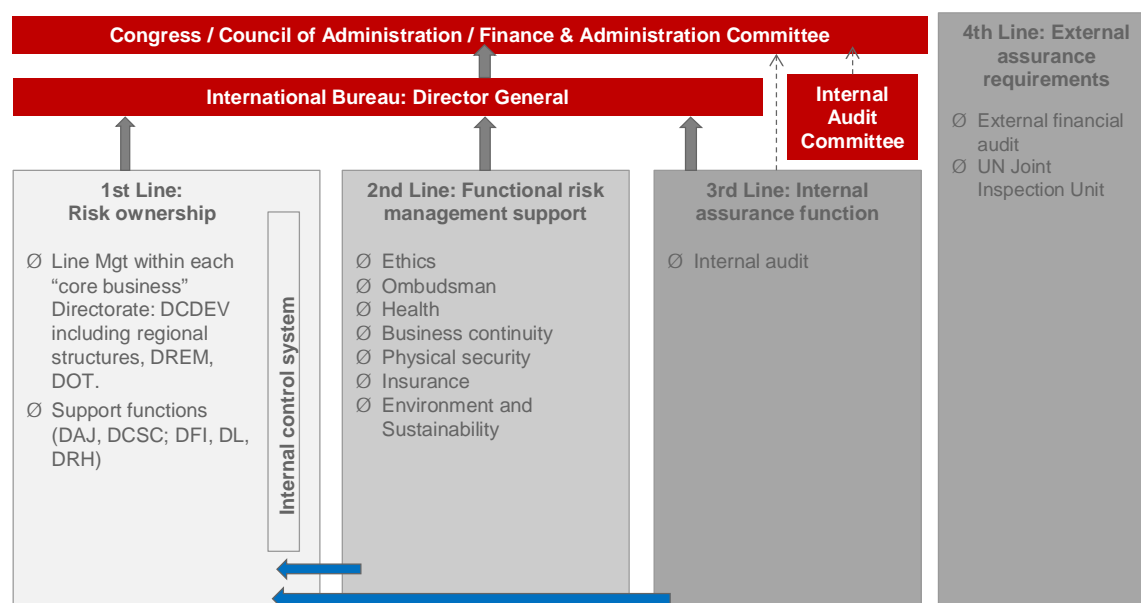 Congress / Council of Administration / Finance & Administration Committee
International Bureau: Director General
Internal
Audit
Committee
1st Line:
Risk ownership
Ø Line Mgt within each
“core business”
Directorate: DCDEV
including regional
structures, DREM,
DOT.
Ø Support functions
(DAJ, DCSC; DFI, DL,
DRH)
Internal control system
2nd Line: Functional risk
management support
Ø Ethics
Ø Ombudsman
Ø Health
Ø Business continuity
Ø Physical security
Ø Insurance
Ø Environment and
Sustainability
3rd Line: Internal
assurance function
Ø Internal audit
4th Line: External
assurance
requirements
Ø External financial
audit
Ø UN Joint
Inspection Unit